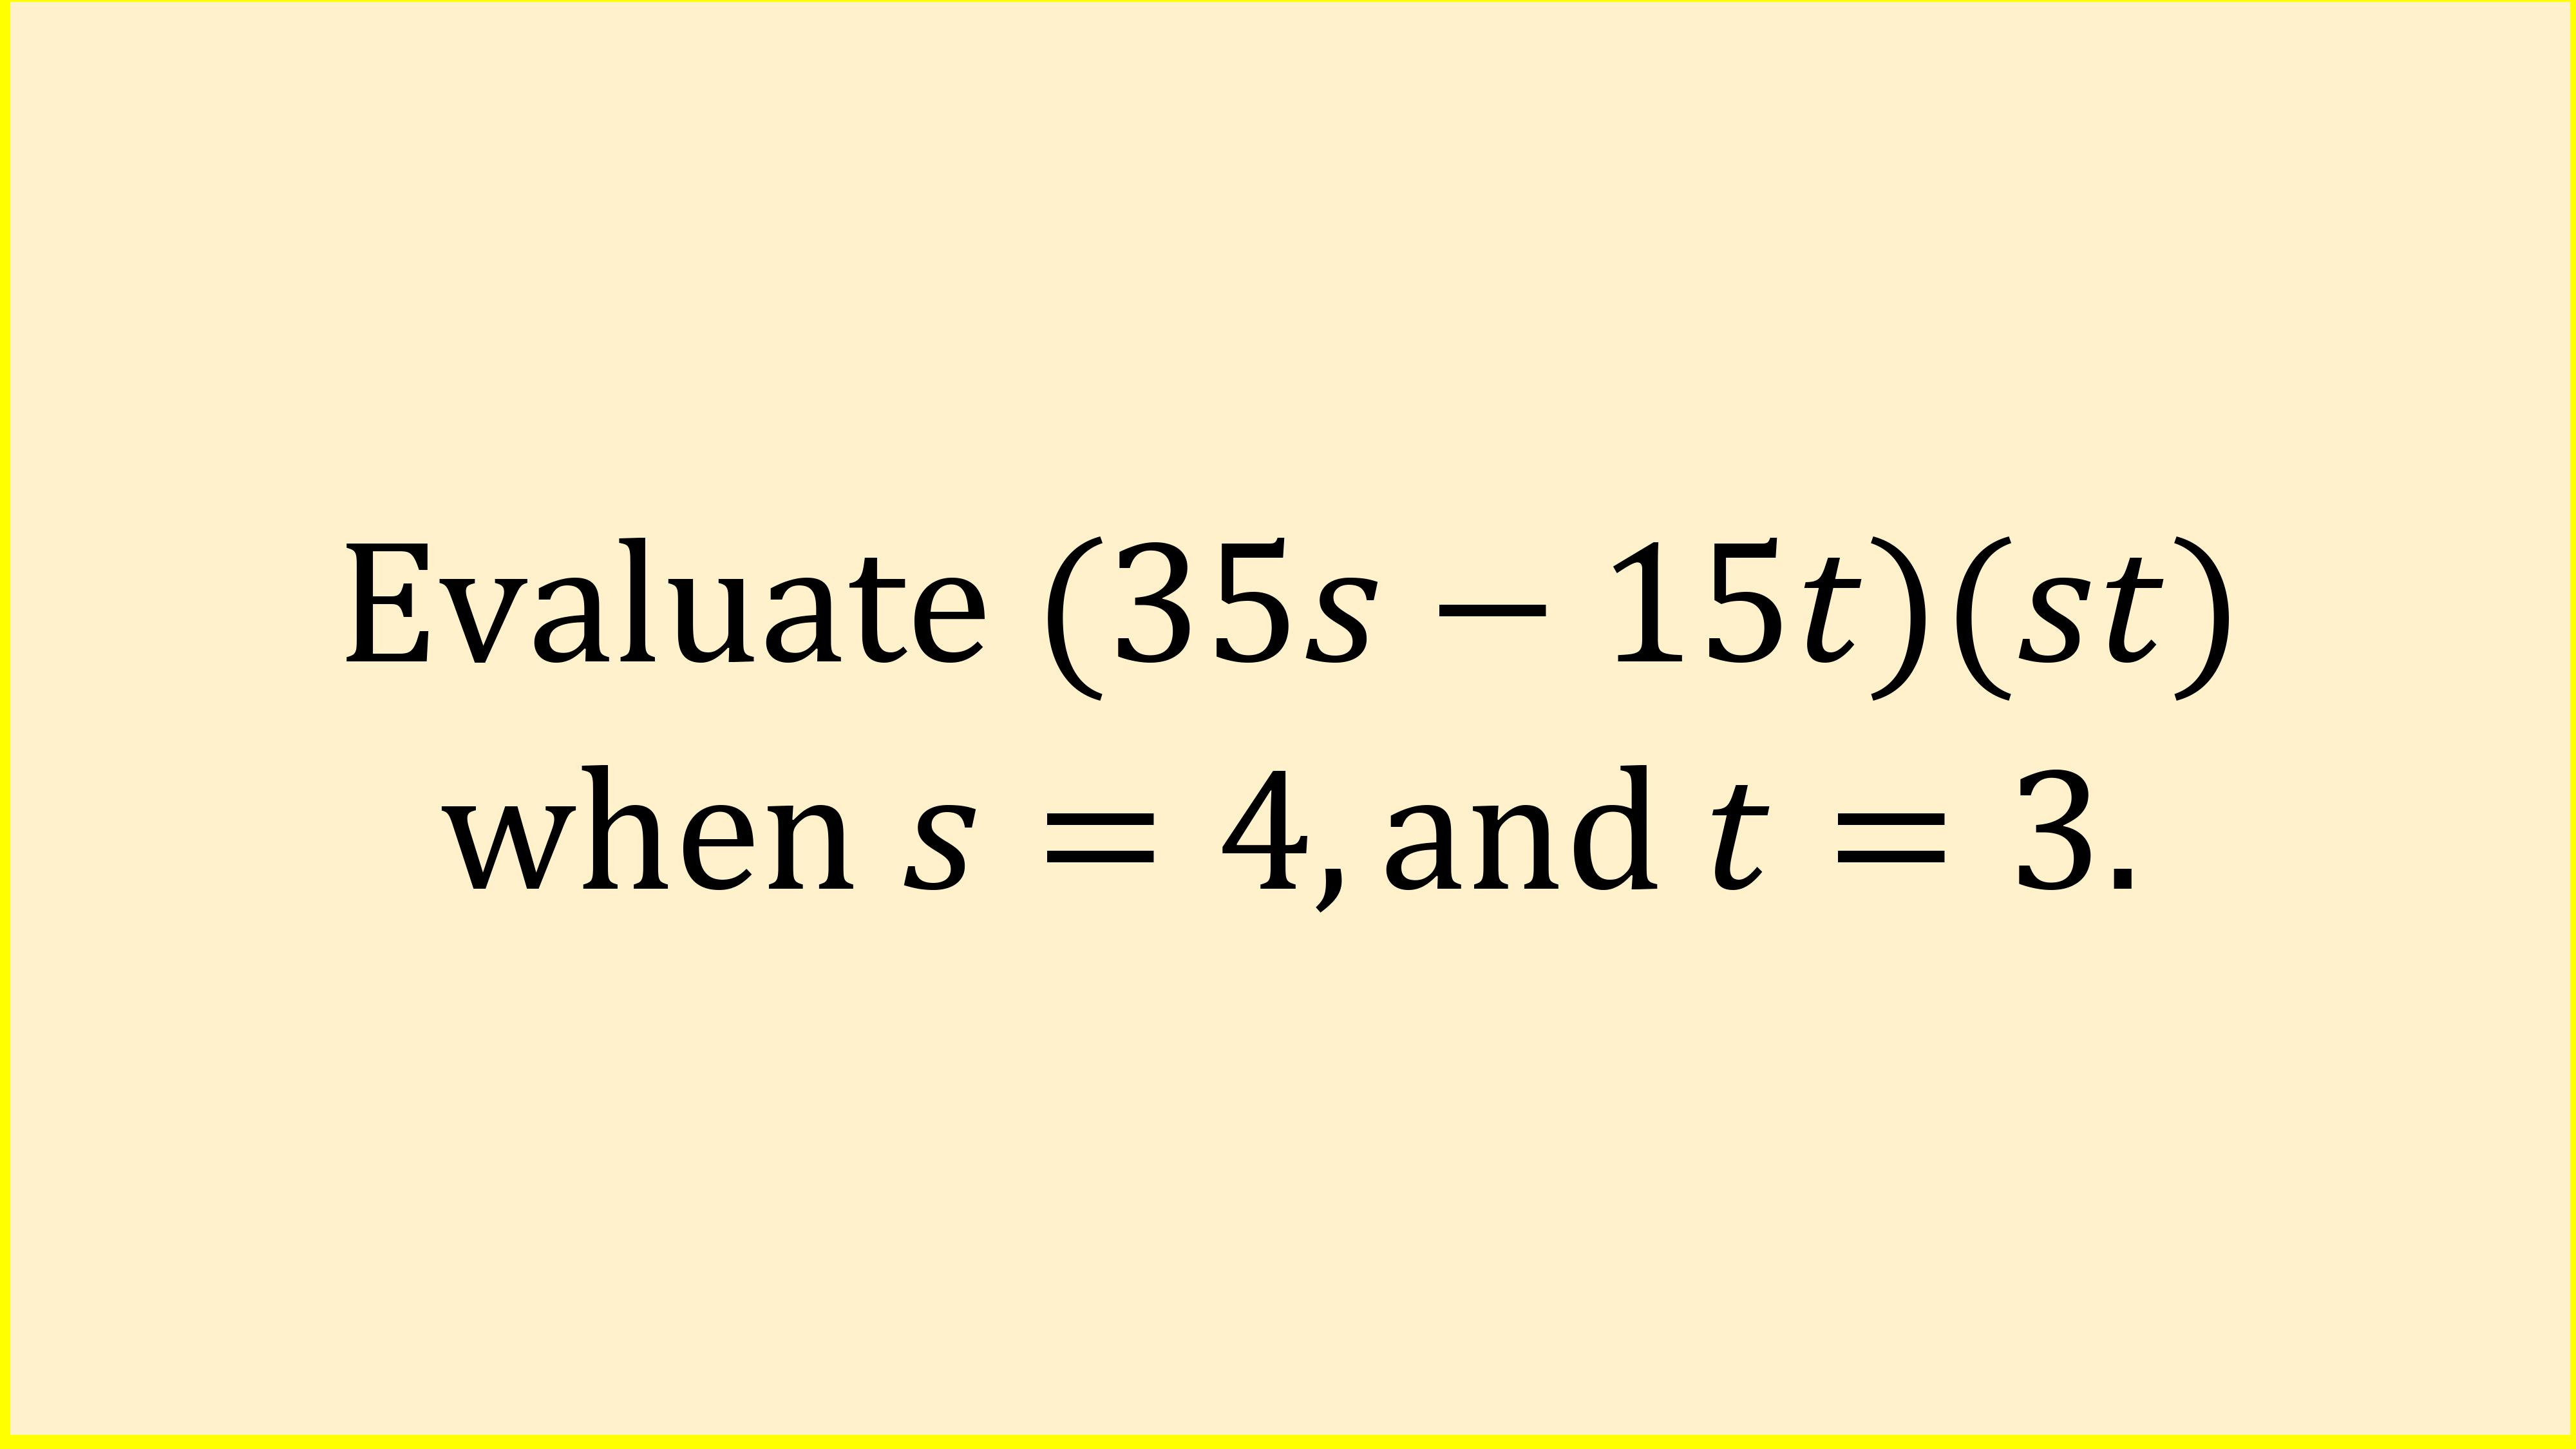 Evaluate (35s − 15t)(st)
when s = 4, and t = 3.